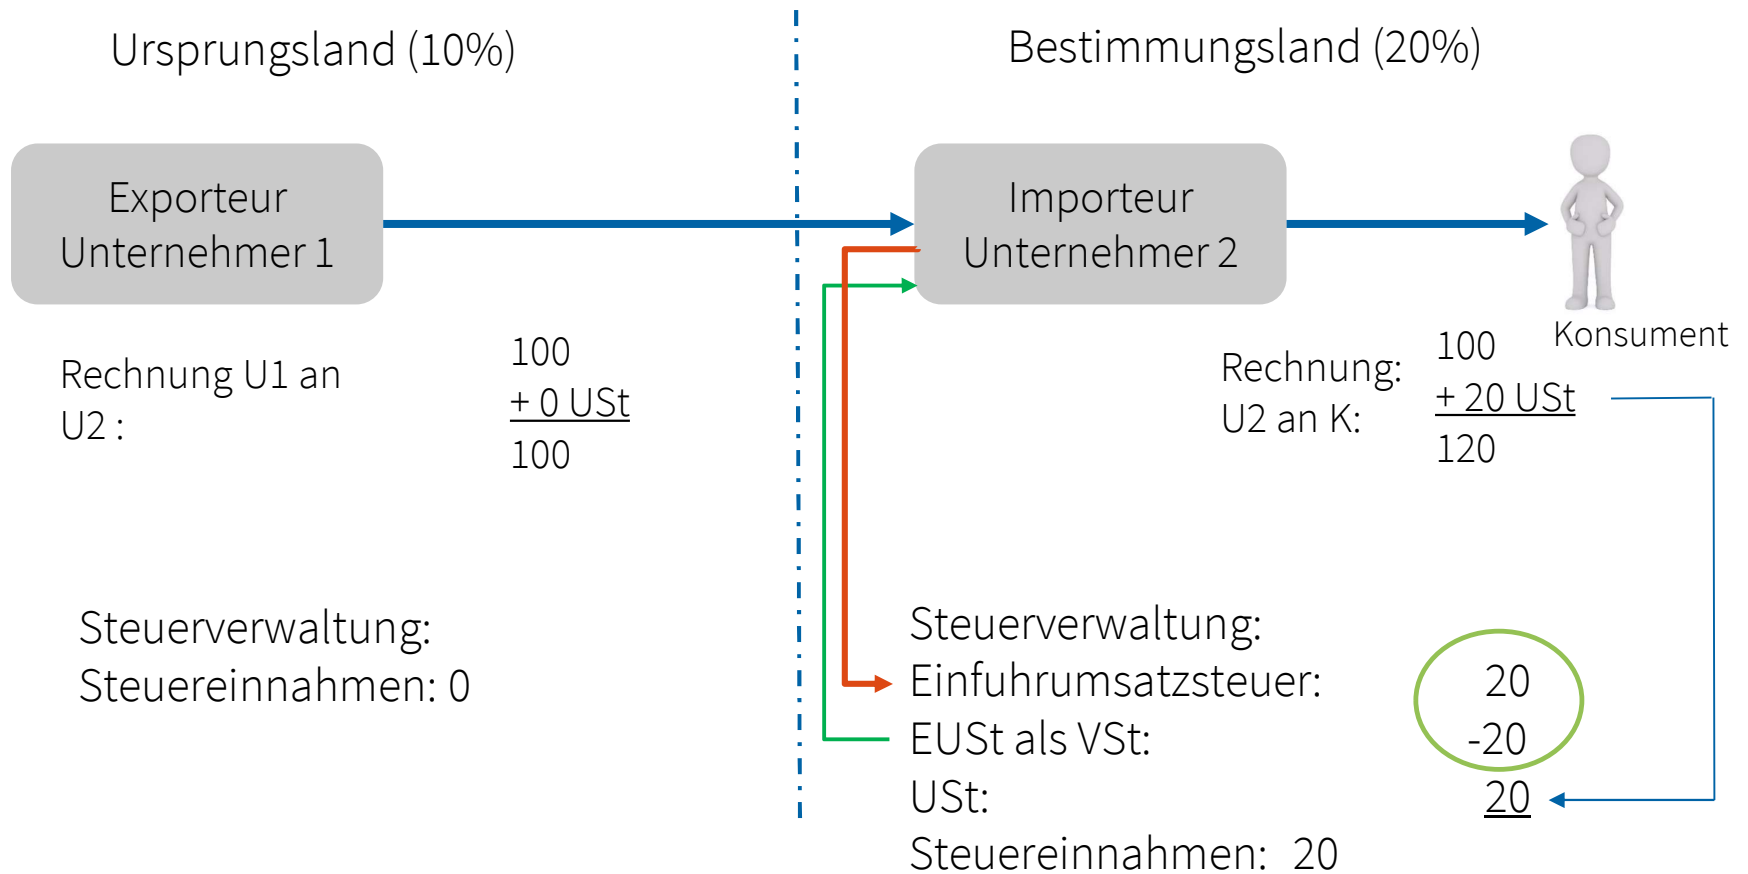 Ursprungsland (10%)
Bestimmungsland (20%)
Exporteur
Unternehmer 1
Importeur
Unternehmer 2
Konsument
Rechnung U1 an
U2 :
100
+ 0 USt
100
Rechnung:
U2 an K:
100
+ 20 USt
120
Steuerverwaltung:
Steuereinnahmen: 0
Steuerverwaltung:
Einfuhrumsatzsteuer: 20
EUSt als VSt: -20
USt: 20
Steuereinnahmen: 20